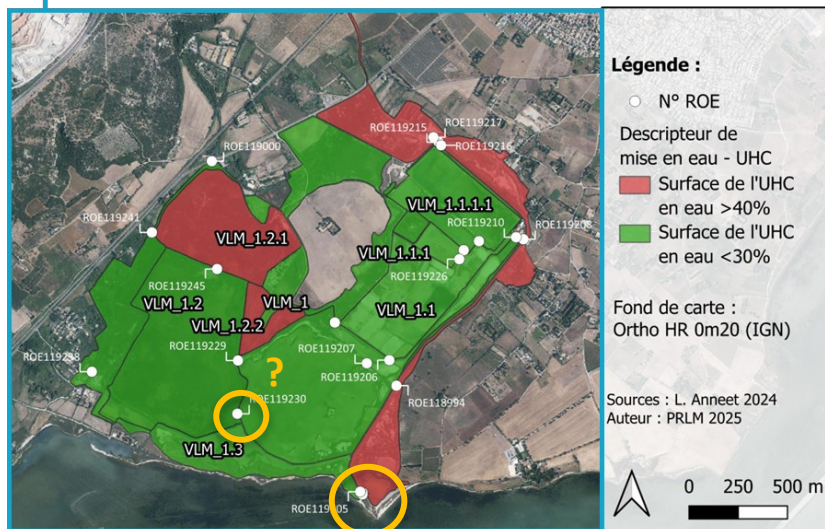 ROE119217
ROE119215
ROE119216
ROE119000
VLM_1.1.1.1
ROE119241
VLM_1.2.1
ROE119210
ROE119208
VLM_1.1.1
ROE119226
ROE119245
VLM_1.2
VLM_1
VLM_1.1
VLM_1.2.2
ROE119229
ROE119207
ROE119206
?
ROE118994
ROE119230
VLM_1.3
Légende :
N° ROE
Descripteur de
mise en eau - UHC
Surface de l'UHC
en eau >40%
Surface de l'UHC
en eau <30%
Fond de carte :
Ortho HR 0m20 (IGN)
Sources : L. Anneet 2024
Auteur : PRLM 2025
0 250 500 m